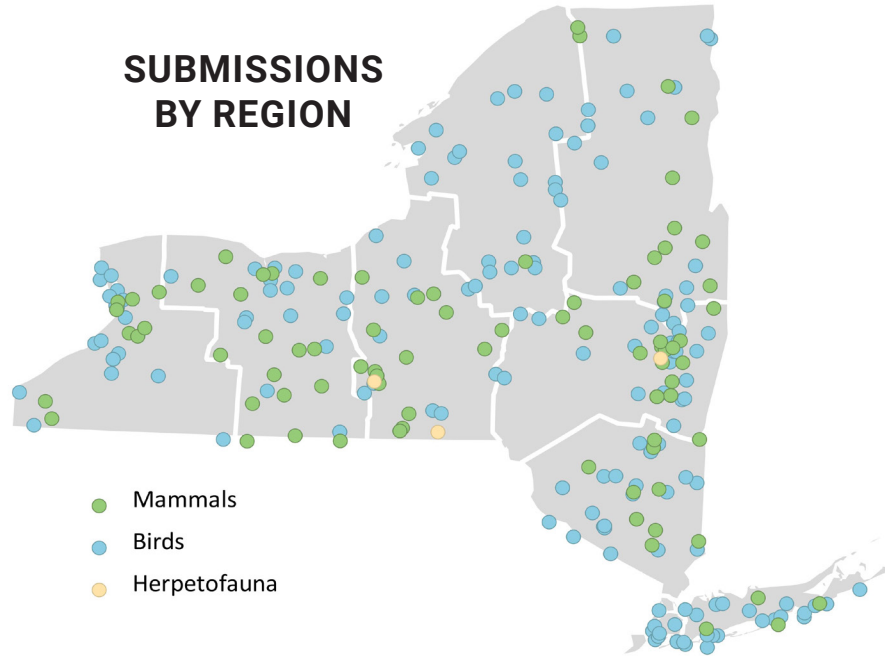 SUBMISSIONS
BY REGION
Mammals
Birds
Herpetofauna